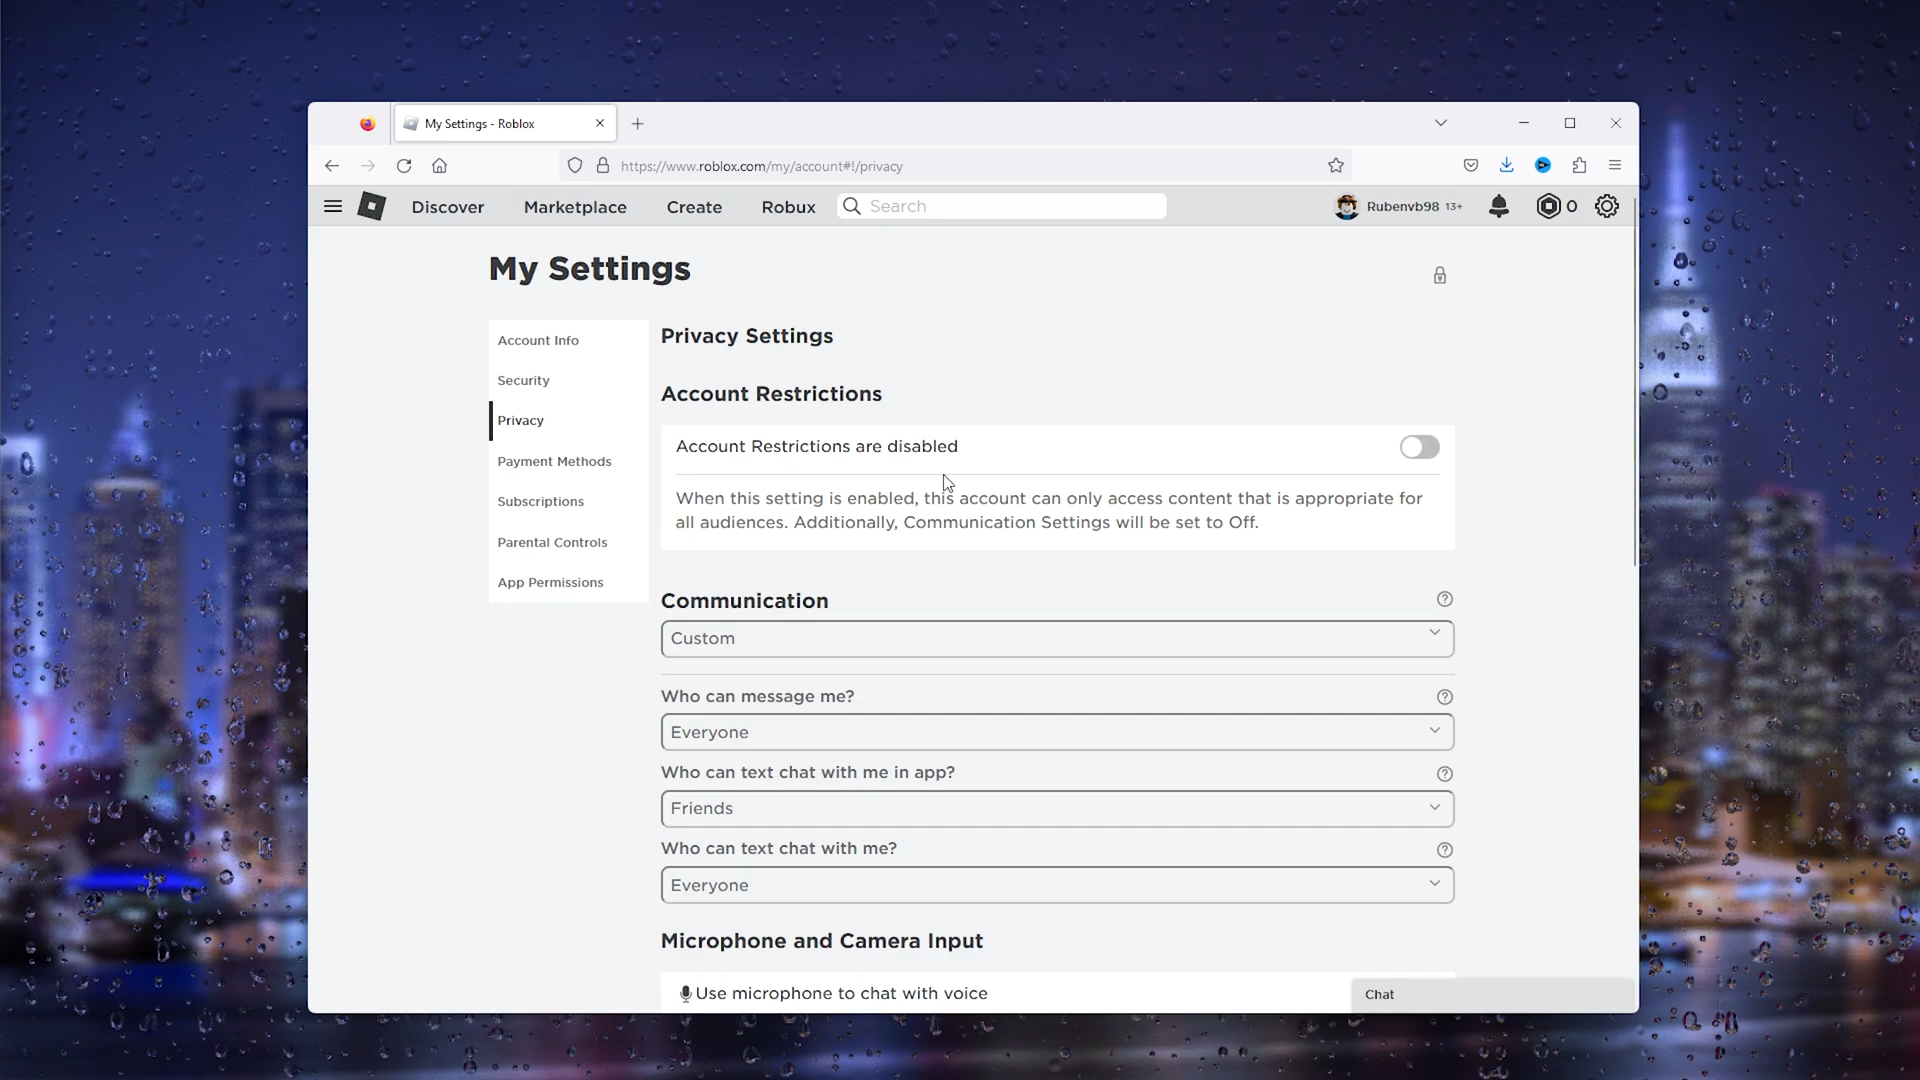 My Settings - Roblox
https://www.roblox.com/my/account#!/privacy
Discover Marketplace Create Robux Search Rubenvb98 13+ 0
My Settings
Account Info
Security
Privacy
Payment Methods
Subscriptions
Parental Controls
App Permissions
Privacy Settings
Account Restrictions
Account Restrictions are disabled
When this setting is enabled, this account can only access content that is appropriate for
all audiences. Additionally, Communication Settings will be set to Off.
Communication
Custom
Who can message me?
Everyone
Who can text chat with me in app?
Friends
Who can text chat with me?
Everyone
Microphone and Camera Input
Use microphone to chat with voice
Chat